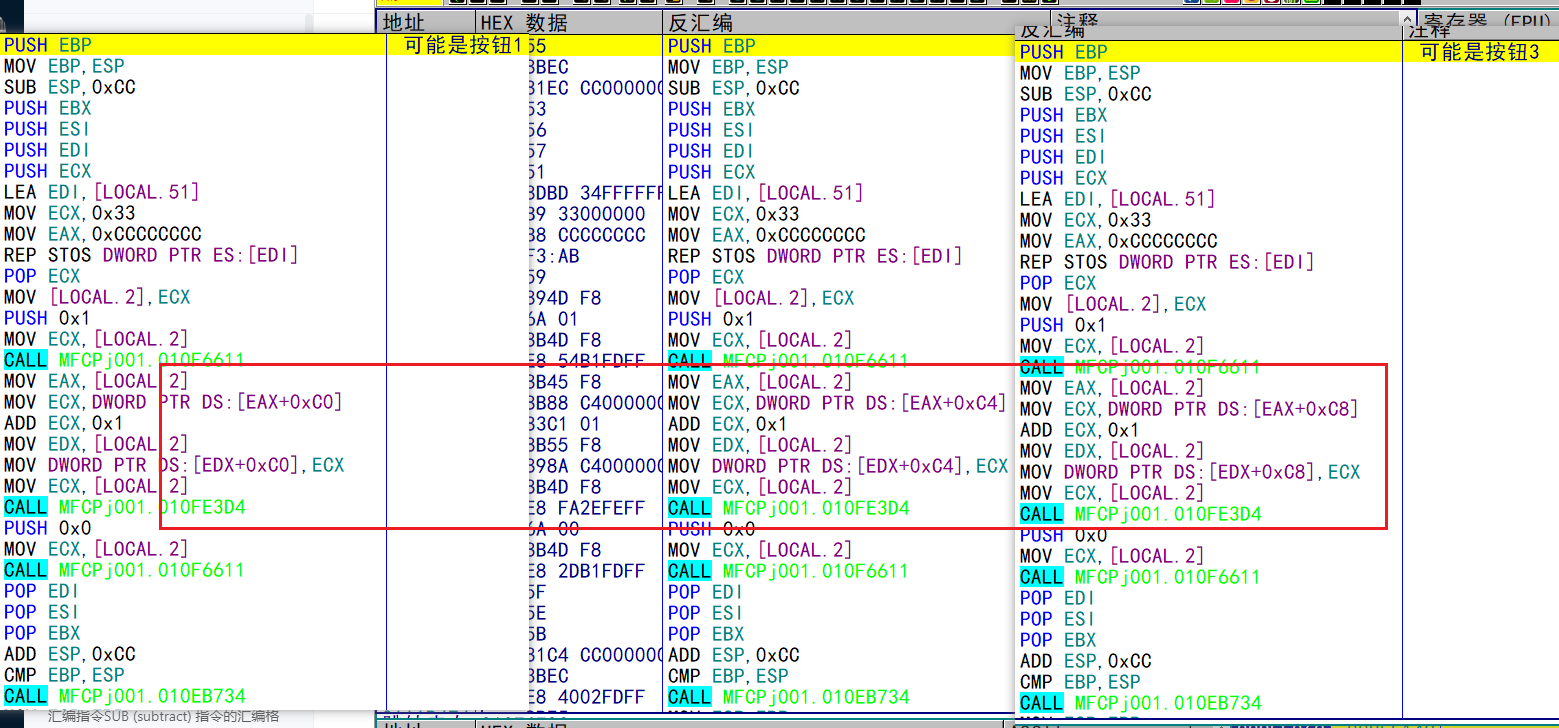 地址 HEX 数据 反汇编 注释 寄存器 (FPU)
PUSH EBP 可能是按钮1
MOV EBP,ESP
SUB ESP,0xCC
PUSH EBX
PUSH ESI
PUSH EDI
PUSH ECX
LEA EDI,[LOCAL.51]
MOV ECX,0x33
MOV EAX,0xCCCCCCCC
REP STOS DWORD PTR ES:[EDI]
POP ECX
MOV [LOCAL.2],ECX
PUSH 0x1
MOV ECX,[LOCAL.2]
CALL MFCPj001.010F6611
MOV EAX,[LOCAL.2]
MOV ECX,DWORD PTR DS:[EAX+0xC0]
ADD ECX,0x1
MOV EDX,[LOCAL.2]
MOV DWORD PTR DS:[EDX+0xC0],ECX
MOV ECX,[LOCAL.2]
CALL MFCPj001.010FE3D4
PUSH 0x0
MOV ECX,[LOCAL.2]
CALL MFCPj001.010F6611
POP EDI
POP ESI
POP EBX
ADD ESP,0xCC
CMP EBP,ESP
CALL MFCPj001.010EB734
汇编指令SUB (subtract) 指令的汇编格
55 PUSH EBP
8BEC MOV EBP,ESP
81EC CC000000 SUB ESP,0xCC
53 PUSH EBX
56 PUSH ESI
57 PUSH EDI
51 PUSH ECX
8DBD 34FFFFFF LEA EDI,[LOCAL.51]
B9 33000000 MOV ECX,0x33
B8 CCCCCCCC MOV EAX,0xCCCCCCCC
F3:AB REP STOS DWORD PTR ES:[EDI]
59 POP ECX
894D F8 MOV [LOCAL.2],ECX
6A 01 PUSH 0x1
8B4D F8 MOV ECX,[LOCAL.2]
E8 54B1FDFF CALL MFCPj001.010F6611
8B45 F8 MOV EAX,[LOCAL.2]
8B88 C4000000 MOV ECX,DWORD PTR DS:[EAX+0xC4]
83C1 01 ADD ECX,0x1
8B55 F8 MOV EDX,[LOCAL.2]
898A C4000000 MOV DWORD PTR DS:[EDX+0xC4],ECX
8B4D F8 MOV ECX,[LOCAL.2]
E8 FA2EFEFF CALL MFCPj001.010FE3D4
6A 00 PUSH 0x0
8B4D F8 MOV ECX,[LOCAL.2]
E8 2DB1FDFF CALL MFCPj001.010F6611
5F POP EDI
5E POP ESI
5B POP EBX
81C4 CC000000 ADD ESP,0xCC
3BEC CMP EBP,ESP
E8 4002FDFF CALL MFCPj001.010EB734
地址 HEX 数据
反汇编 注释
PUSH EBP 可能是按钮3
MOV EBP,ESP
SUB ESP,0xCC
PUSH EBX
PUSH ESI
PUSH EDI
PUSH ECX
LEA EDI,[LOCAL.51]
MOV ECX,0x33
MOV EAX,0xCCCCCCCC
REP STOS DWORD PTR ES:[EDI]
POP ECX
MOV [LOCAL.2],ECX
PUSH 0x1
MOV ECX,[LOCAL.2]
CALL MFCPj001.010F6611
MOV EAX,[LOCAL.2]
MOV ECX,DWORD PTR DS:[EAX+0xC8]
ADD ECX,0x1
MOV EDX,[LOCAL.2]
MOV DWORD PTR DS:[EDX+0xC8],ECX
MOV ECX,[LOCAL.2]
CALL MFCPj001.010FE3D4
PUSH 0x0
MOV ECX,[LOCAL.2]
CALL MFCPj001.010F6611
POP EDI
POP ESI
POP EBX
ADD ESP,0xCC
CMP EBP,ESP
CALL MFCPj001.010EB734